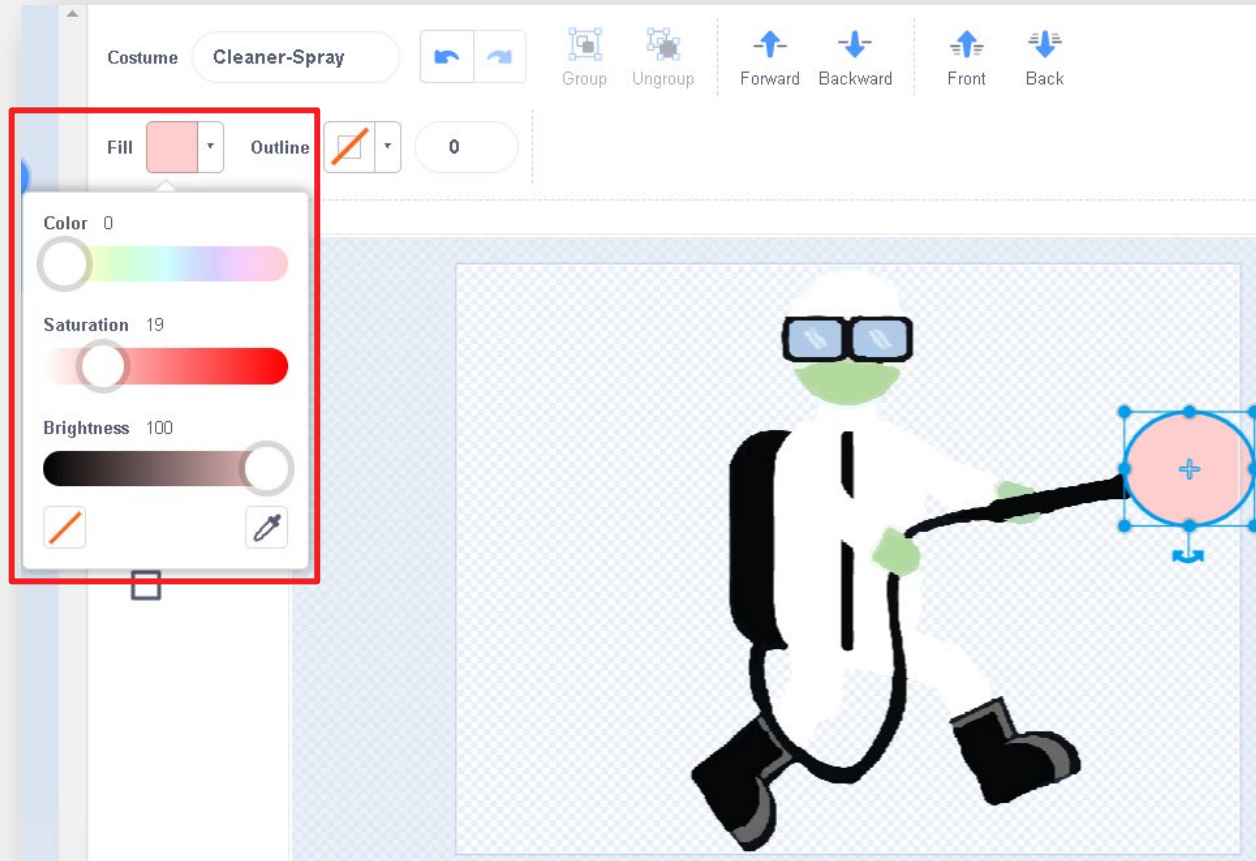 Costume Cleaner-Spray
Group Ungroup Forward Backward Front Back
Fill Outline 0
Color 0
Saturation 19
Brightness 100